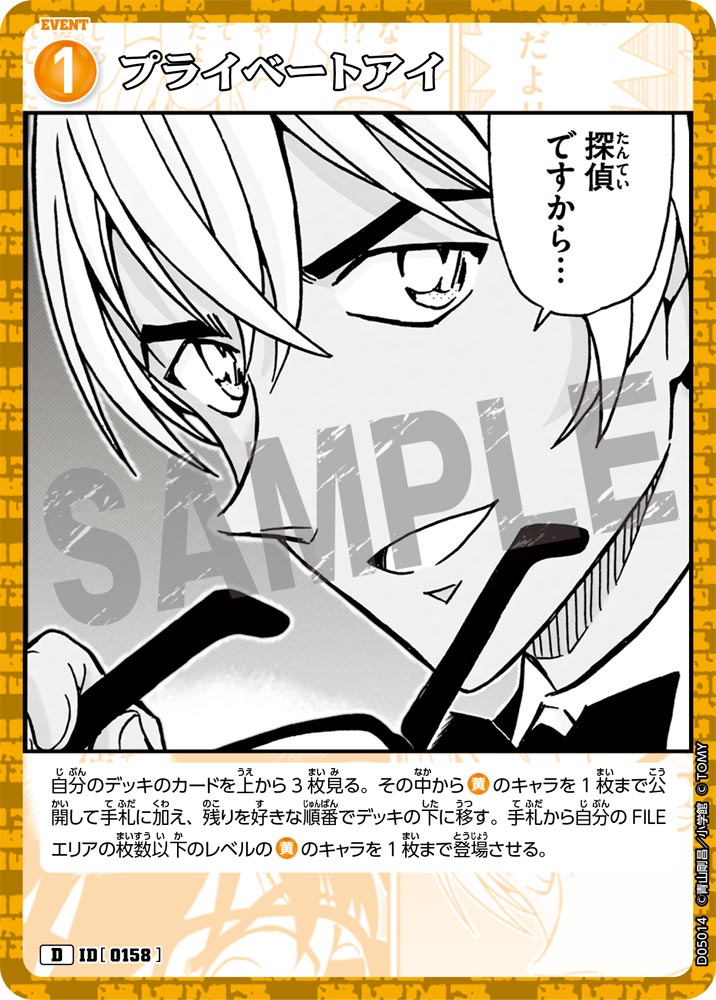 EVENT
1
プライベートアイ
探偵
ですから…
たんてい
SAMPLE
自分のデッキのカードを上から3枚見る。その中から黄のキャラを1枚まで公
開して手札に加え、残りを好きな順番でデッキの下に移す。手札から自分のFILE
エリアの枚数以下のレベルの黄のキャラを1枚まで登場させる。
D ID[ 0158 ]
D05014 ©青山剛昌／小学館 © TOMY